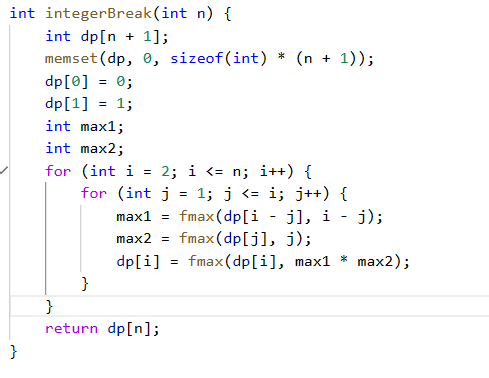 int integerBreak(int n) {
    int dp[n + 1];
    memset(dp, 0, sizeof(int) * (n + 1));
    dp[0] = 0;
    dp[1] = 1;
    int max1;
    int max2;
    for (int i = 2; i <= n; i++) {
        for (int j = 1; j <= i; j++) {
            max1 = fmax(dp[i - j], i - j);
            max2 = fmax(dp[j], j);
            dp[i] = fmax(dp[i], max1 * max2);
        }
    }
    return dp[n];
}